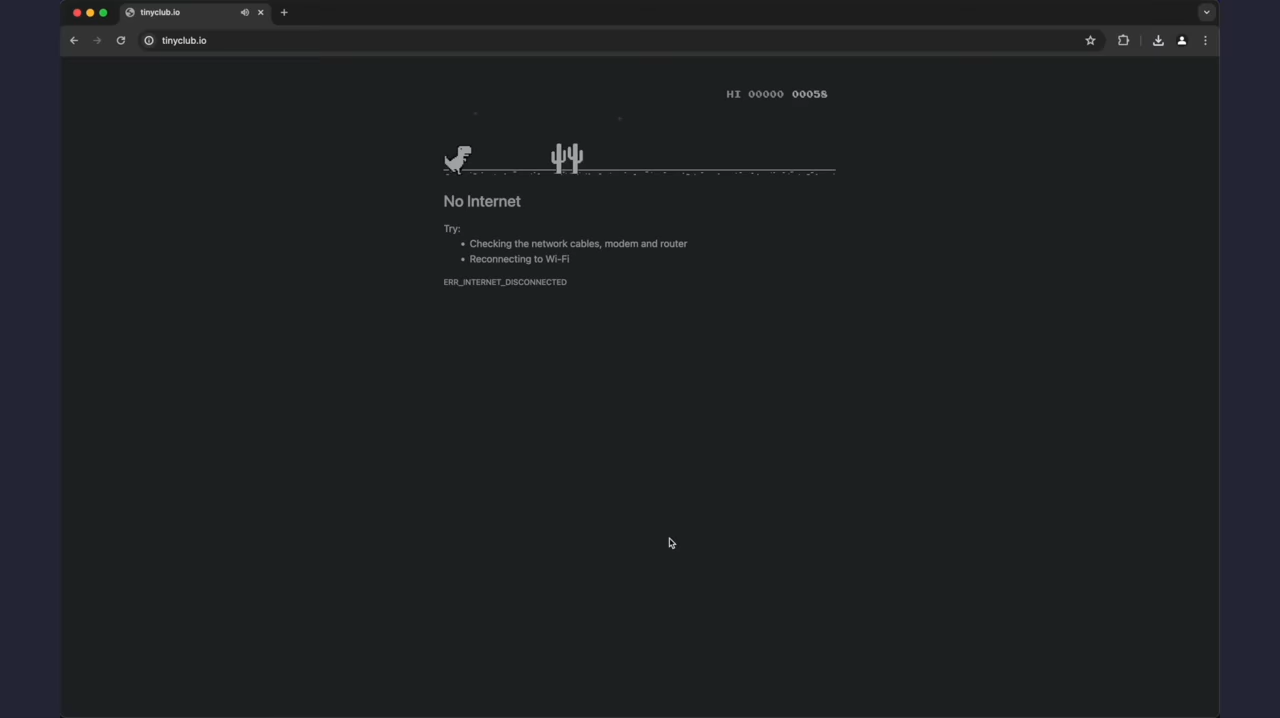 tinyclub.io
tinyclub.io
HI 00000 00058
No Internet
Try:
• Checking the network cables, modem and router
• Reconnecting to Wi-Fi
ERR_INTERNET_DISCONNECTED